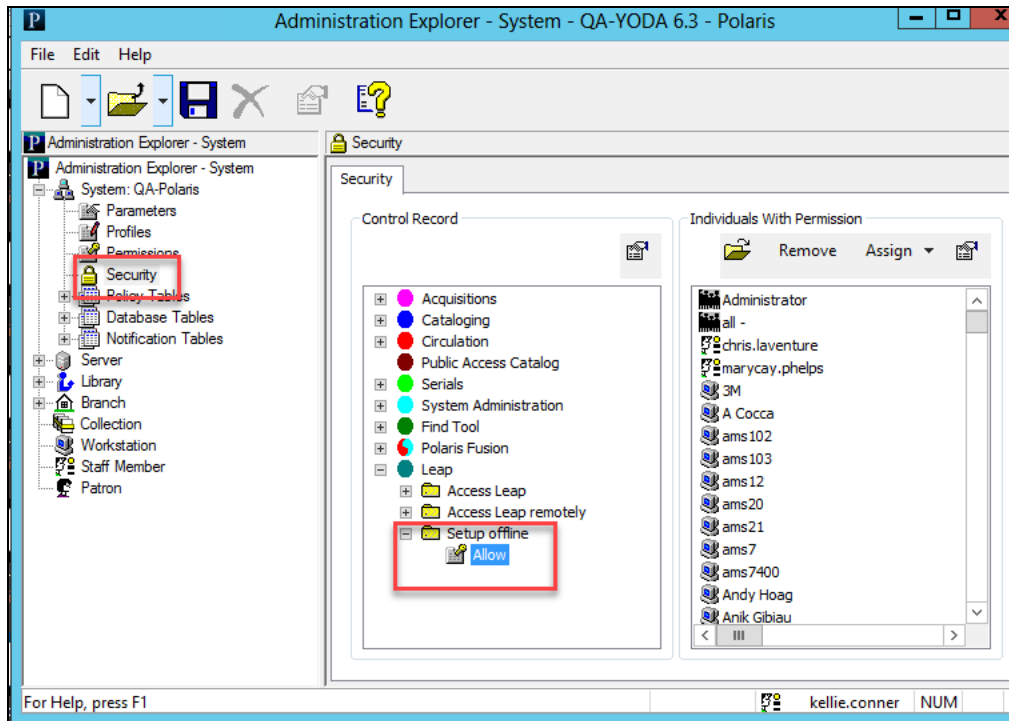 Administration Explorer - System - QA-YODA 6.3 - Polaris
File Edit Help
Administration Explorer - System
Security
Administration Explorer - System
System: QA-Polaris
Parameters
Profiles
Permissions
Security
Policy Tables
Database Tables
Notification Tables
Server
Library
Branch
Collection
Workstation
Staff Member
Patron
Security
Control Record
Acquisitions
Cataloging
Circulation
Public Access Catalog
Serials
System Administration
Find Tool
Polaris Fusion
Leap
Access Leap
Access Leap remotely
Setup offline
Allow
Individuals With Permission
Remove Assign
Administrator
all -
chris.laventure
marycay.phelps
3M
A Cocca
ams102
ams103
ams12
ams20
ams21
ams7
ams7400
Andy Hoag
Anik Gibiau
For Help, press F1 kellie.conner NUM